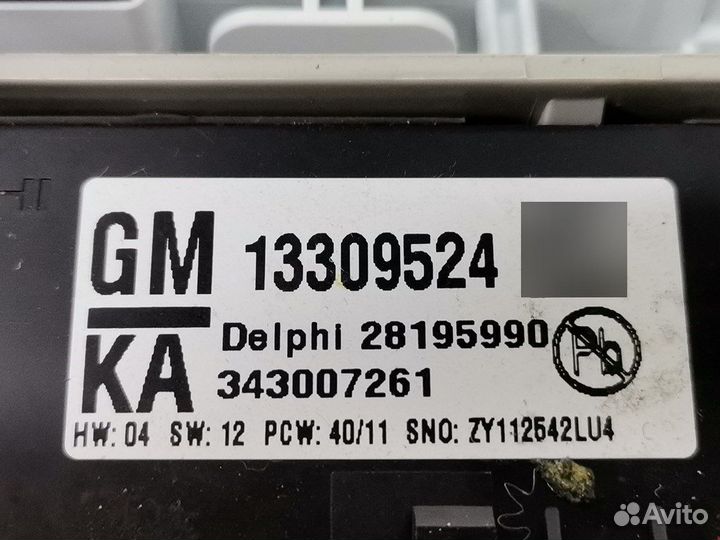 GM 13309524
KA
Delphi 28195990
343007261
Pb
HW: 04 SW: 12 PCW: 40/11 SNO: ZY112542LU4
Avito